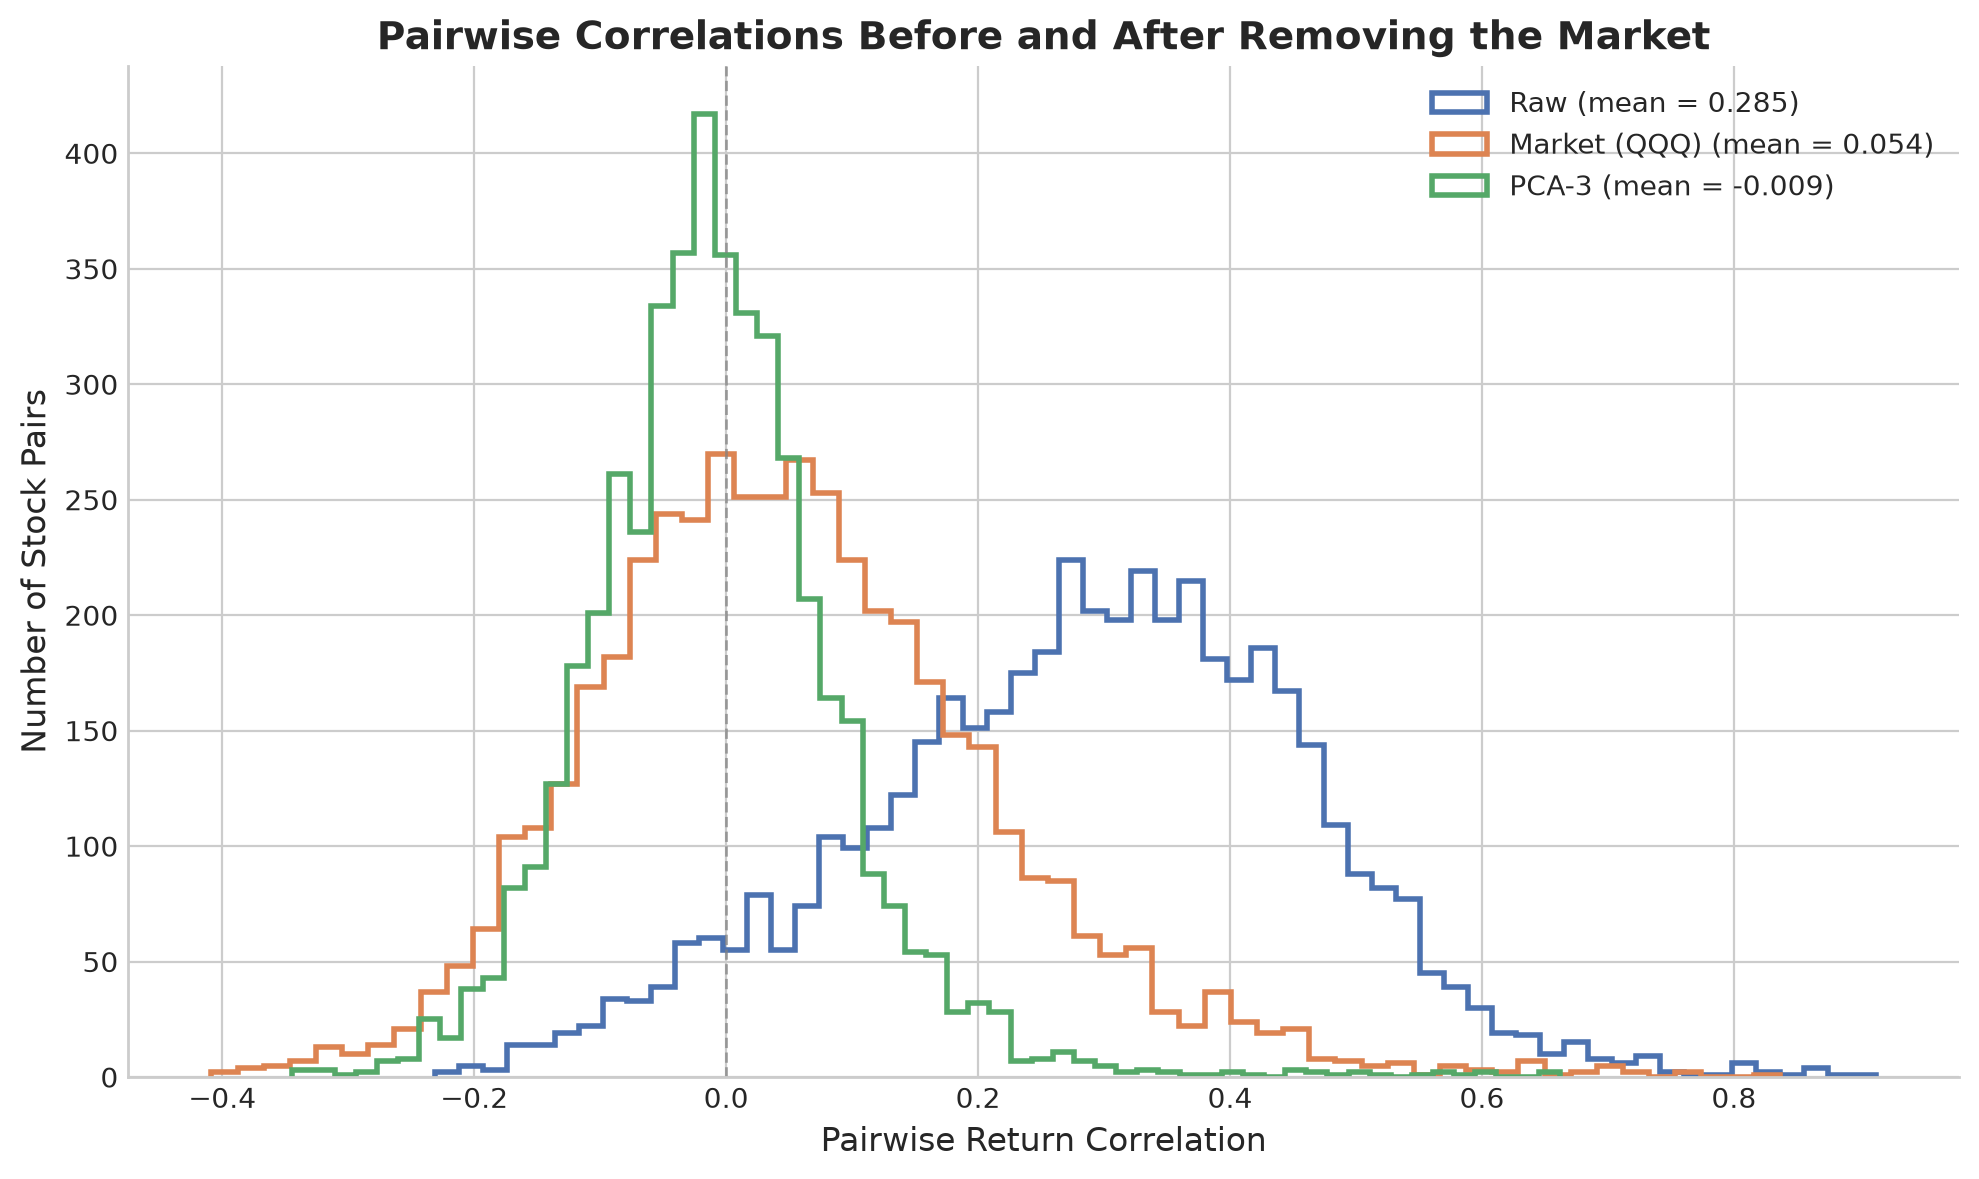 Pairwise Correlations Before and After Removing the Market
Raw (mean = 0.285)
Market (QQQ) (mean = 0.054)
PCA-3 (mean = -0.009)
Number of Stock Pairs
400
350
300
250
200
150
100
50
0
−0.4 −0.2 0.0 0.2 0.4 0.6 0.8
Pairwise Return Correlation